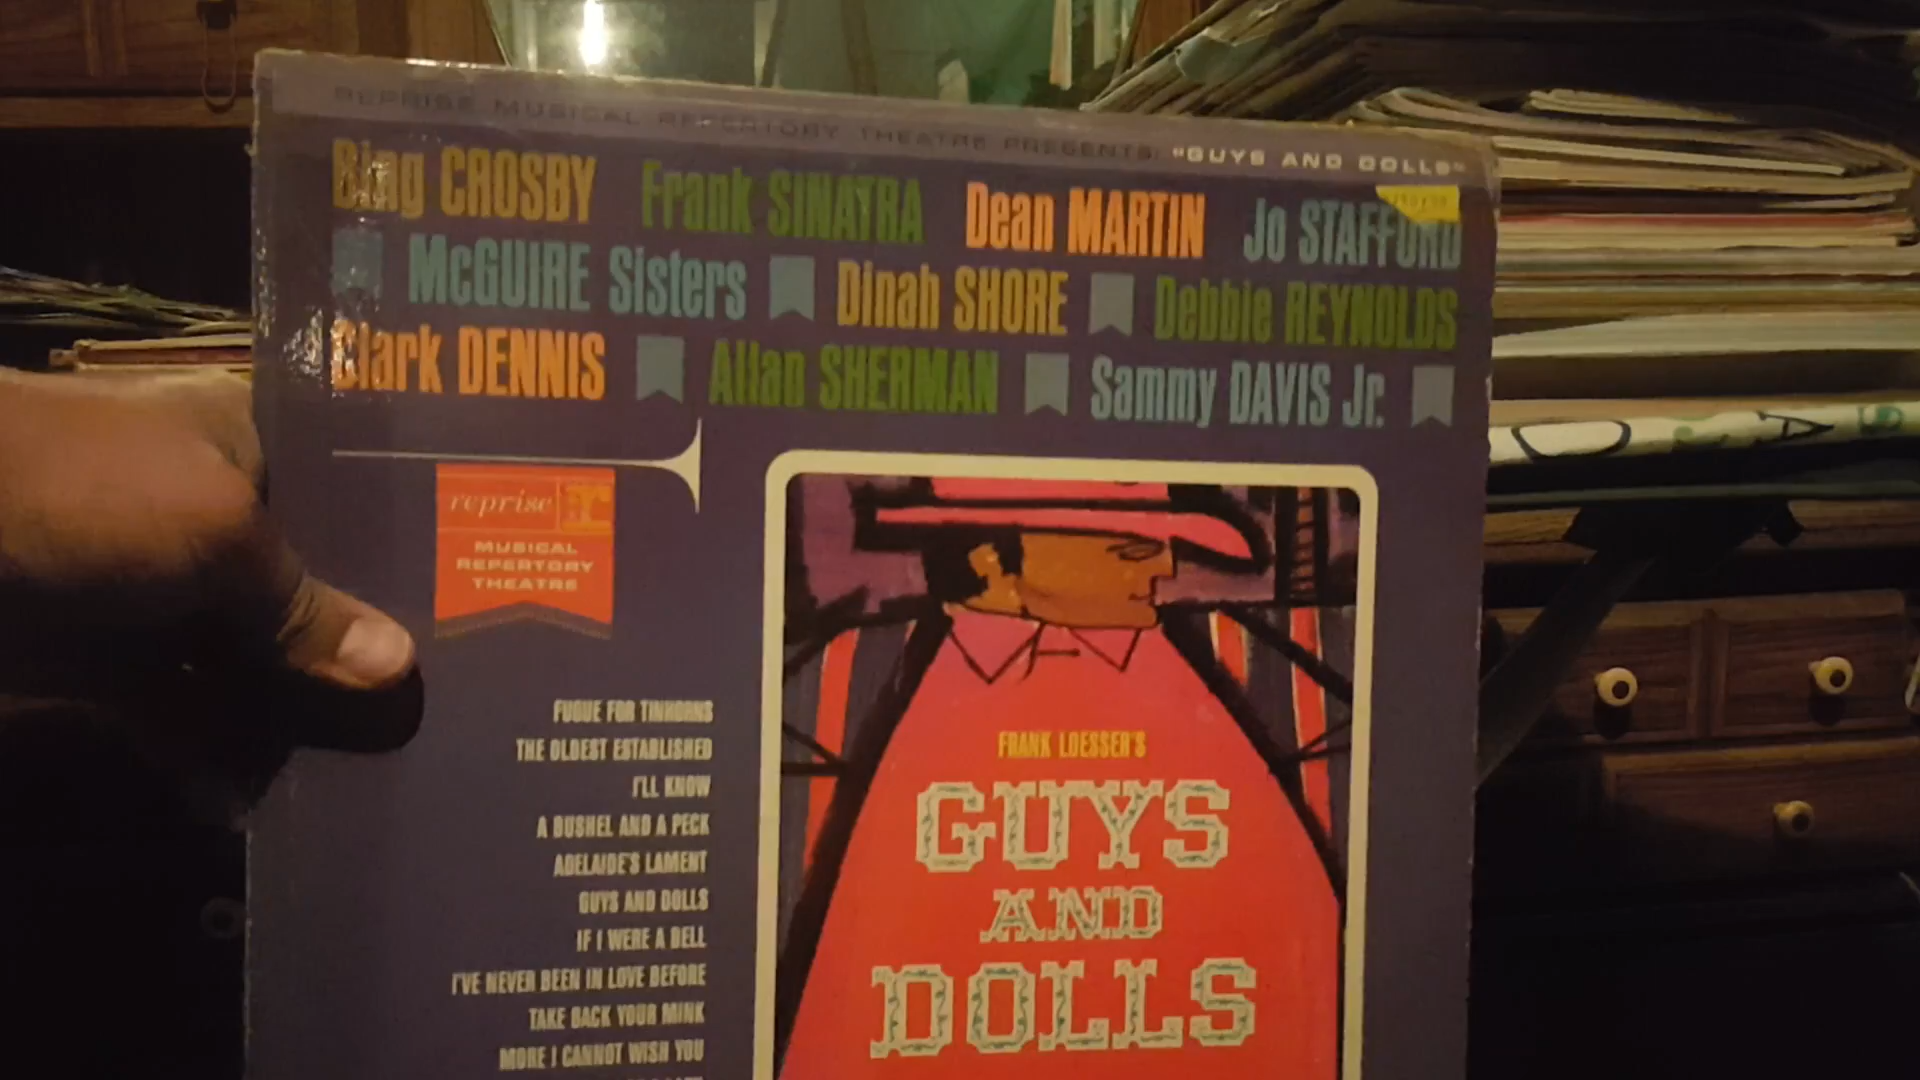 REPRISE MUSICAL REPERTORY THEATRE PRESENTS: "GUYS AND DOLLS"
Bing CROSBY Frank SINATRA Dean MARTIN Jo STAFFORD
McGUIRE Sisters Dinah SHORE Debbie REYNOLDS
Clark DENNIS Allan SHERMAN Sammy DAVIS Jr.
reprise r:
MUSICAL
REPERTORY
THEATRE
FUGUE FOR TINHORNS
THE OLDEST ESTABLISHED
I'LL KNOW
A BUSHEL AND A PECK
ADELAIDE'S LAMENT
GUYS AND DOLLS
IF I WERE A BELL
I'VE NEVER BEEN IN LOVE BEFORE
TAKE BACK YOUR MINK
MORE I CANNOT WISH YOU
FRANK LOESSER'S
GUYS
AND
DOLLS